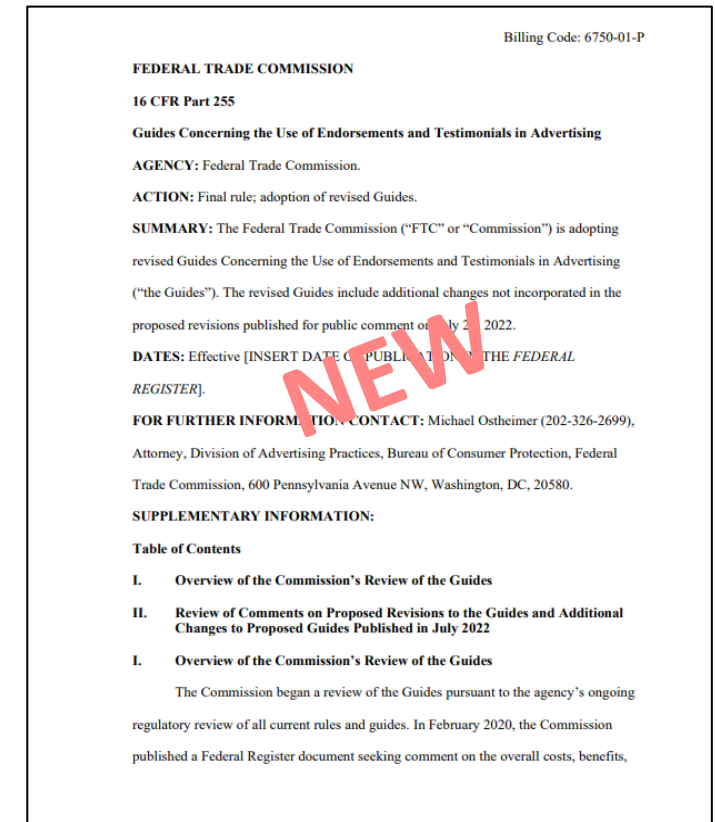 Billing Code: 6750-01-P
FEDERAL TRADE COMMISSION
16 CFR Part 255
Guides Concerning the Use of Endorsements and Testimonials in Advertising
AGENCY: Federal Trade Commission.
ACTION: Final rule; adoption of revised Guides.
SUMMARY: The Federal Trade Commission (“FTC” or “Commission”) is adopting
revised Guides Concerning the Use of Endorsements and Testimonials in Advertising
(“the Guides”). The revised Guides include additional changes not incorporated in the
proposed revisions published for public comment 2022.
DATES: Effective [INSERT DATE THE FEDERAL
REGISTER].
NEW
FOR FURTHER CONTACT: Michael Ostheimer (202-326-2699),
Attorney, Division of Advertising Practices, Bureau of Consumer Protection, Federal
Trade Commission, 600 Pennsylvania Avenue NW, Washington, DC, 20580.
SUPPLEMENTARY INFORMATION:
Table of Contents
I. Overview of the Commission’s Review of the Guides
II. Review of Comments on Proposed Revisions to the Guides and Additional
Changes to Proposed Guides Published in July 2022
I. Overview of the Commission’s Review of the Guides
The Commission began a review of the Guides pursuant to the agency’s ongoing
regulatory review of all current rules and guides. In February 2020, the Commission
published a Federal Register document seeking comment on the overall costs, benefits,